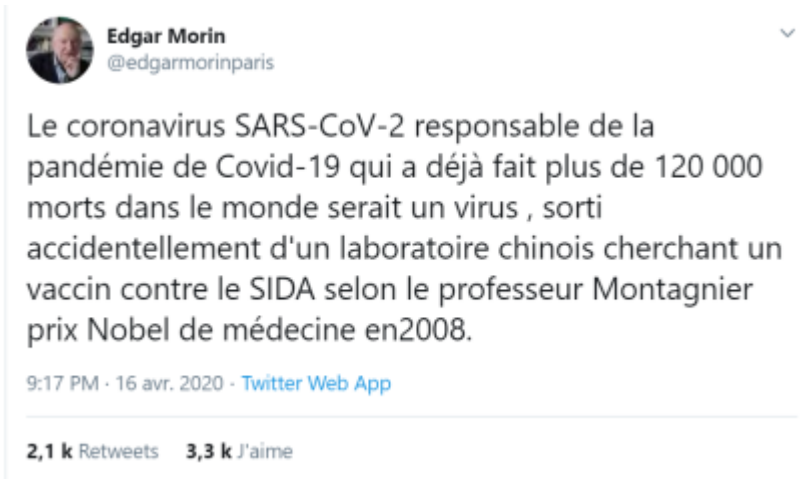 Edgar Morin
@edgarmorinparis
Le coronavirus SARS-CoV-2 responsable de la
pandémie de Covid-19 qui a déjà fait plus de 120 000
morts dans le monde serait un virus , sorti
accidentellement d'un laboratoire chinois cherchant un
vaccin contre le SIDA selon le professeur Montagnier
prix Nobel de médecine en2008.
9:17 PM · 16 avr. 2020 · Twitter Web App
2,1 k Retweets 3,3 k J'aime